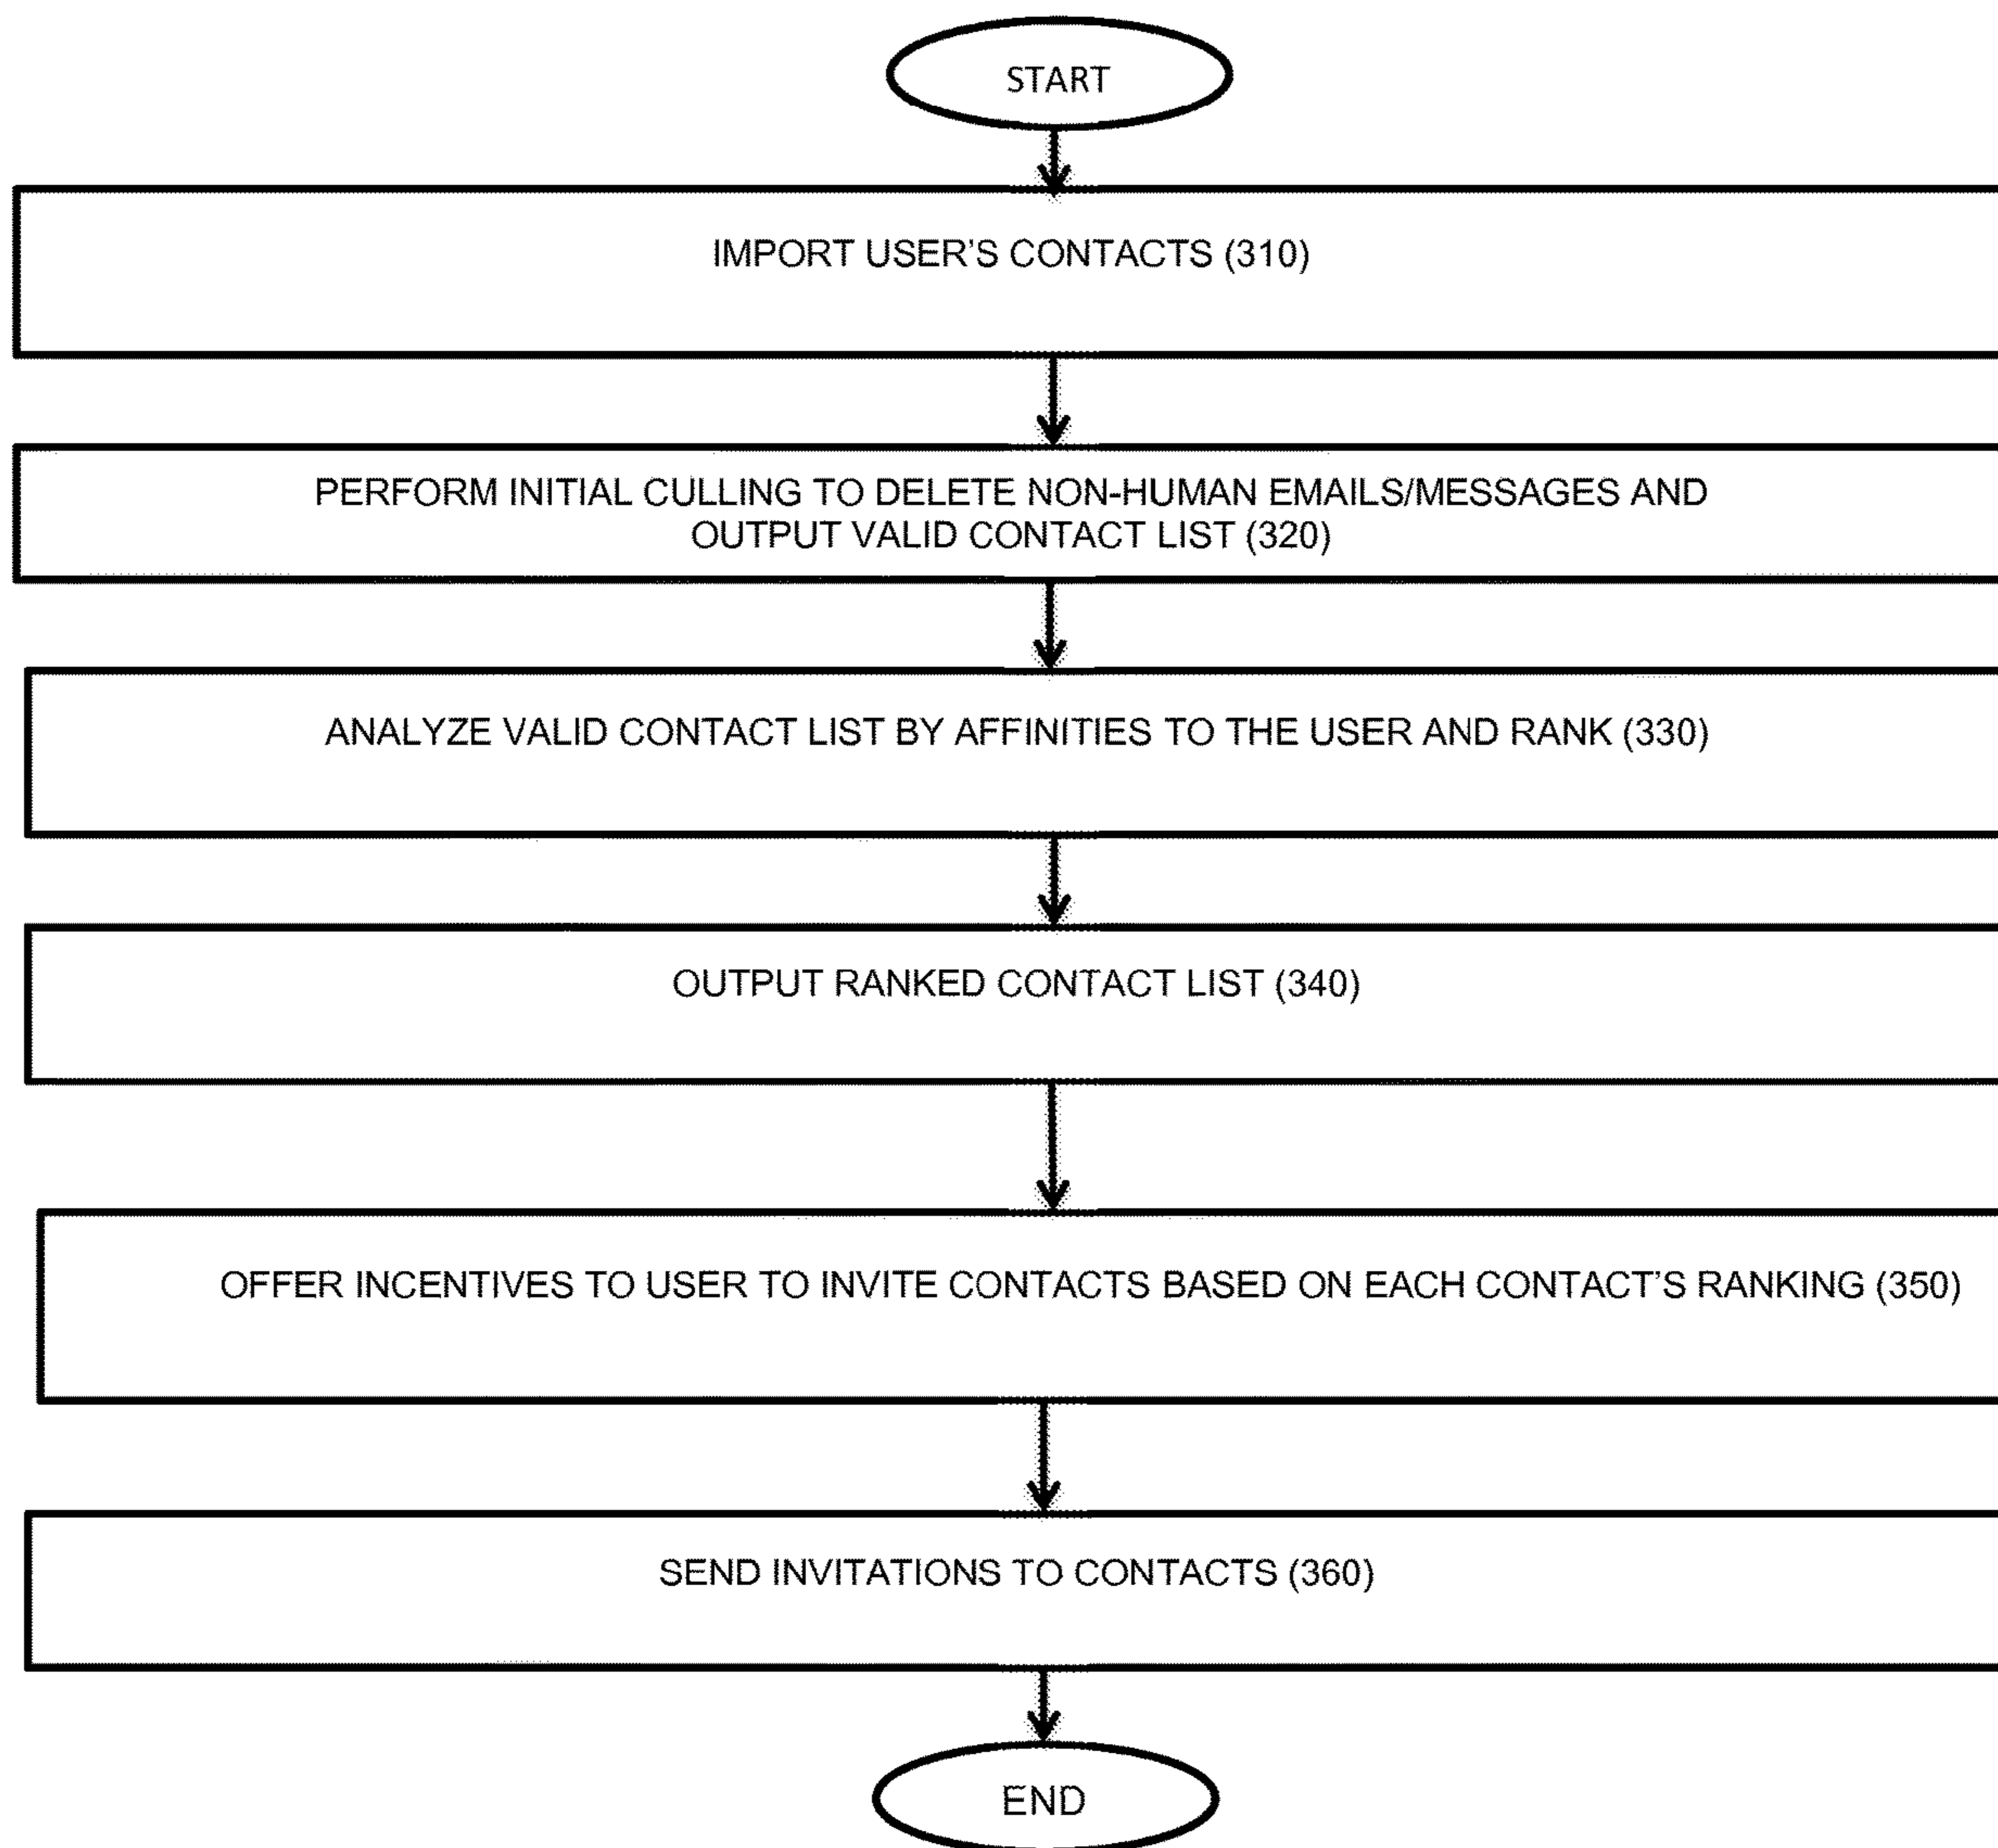 START
IMPORT USER'S CONTACTS (310)
PERFORM INITIAL CULLING TO DELETE NON-HUMAN EMAILS/MESSAGES AND
OUTPUT VALID CONTACT LIST (320)
ANALYZE VALID CONTACT LIST BY AFFINITIES TO THE USER AND RANK (330)
OUTPUT RANKED CONTACT LIST (340)
OFFER INCENTIVES TO USER TO INVITE CONTACTS BASED ON EACH CONTACT'S RANKING (350)
SEND INVITATIONS TO CONTACTS (360)
END